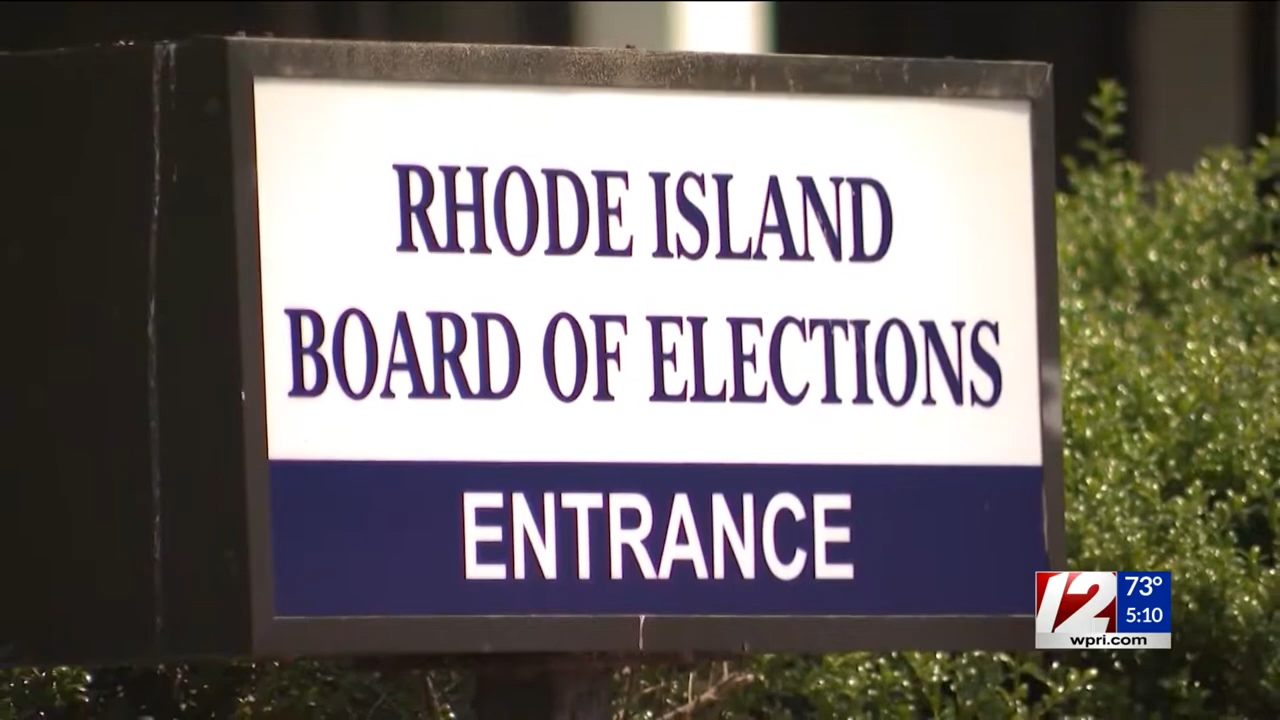 RHODE ISLAND
BOARD OF ELECTIONS
ENTRANCE
12
73°
5:10
wpri.com